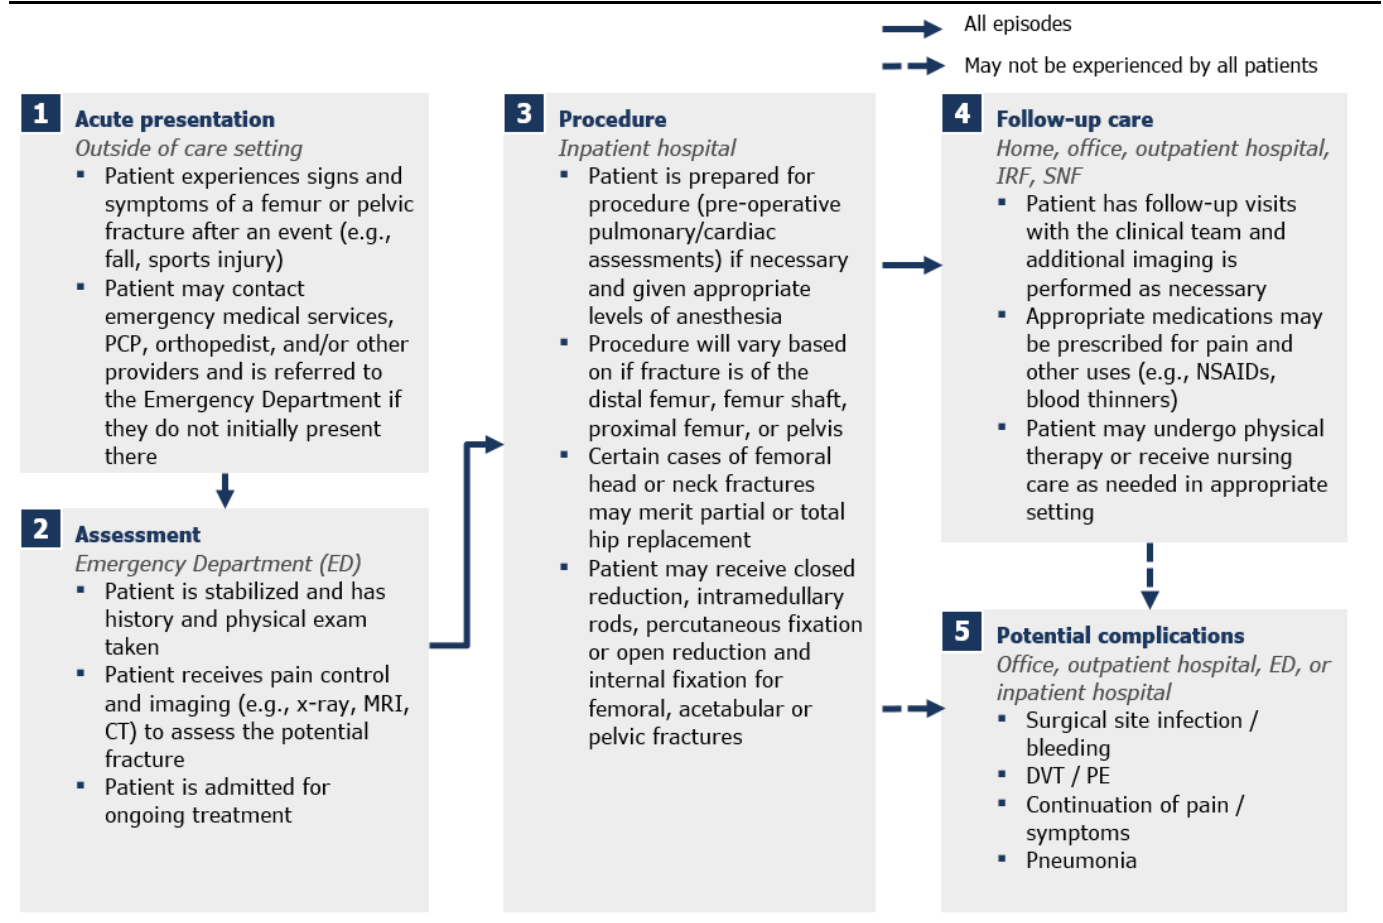 All episodes
May not be experienced by all patients
1
Acute presentation
Outside of care setting
▪ Patient experiences signs and
symptoms of a femur or pelvic
fracture after an event (e.g.,
fall, sports injury)
▪ Patient may contact
emergency medical services,
PCP, orthopedist, and/or other
providers and is referred to
the Emergency Department if
they do not initially present
there
2
Assessment
Emergency Department (ED)
▪ Patient is stabilized and has
history and physical exam
taken
▪ Patient receives pain control
and imaging (e.g., x-ray, MRI,
CT) to assess the potential
fracture
▪ Patient is admitted for
ongoing treatment
3
Procedure
Inpatient hospital
▪ Patient is prepared for
procedure (pre-operative
pulmonary/cardiac
assessments) if necessary
and given appropriate
levels of anesthesia
▪ Procedure will vary based
on if fracture is of the
distal femur, femur shaft,
proximal femur, or pelvis
▪ Certain cases of femoral
head or neck fractures
may merit partial or total
hip replacement
▪ Patient may receive closed
reduction, intramedullary
rods, percutaneous fixation
or open reduction and
internal fixation for
femoral, acetabular or
pelvic fractures
4
Follow-up care
Home, office, outpatient hospital,
IRF, SNF
▪ Patient has follow-up visits
with the clinical team and
additional imaging is
performed as necessary
▪ Appropriate medications may
be prescribed for pain and
other uses (e.g., NSAIDs,
blood thinners)
▪ Patient may undergo physical
therapy or receive nursing
care as needed in appropriate
setting
5
Potential complications
Office, outpatient hospital, ED, or
inpatient hospital
▪ Surgical site infection /
bleeding
▪ DVT / PE
▪ Continuation of pain /
symptoms
▪ Pneumonia